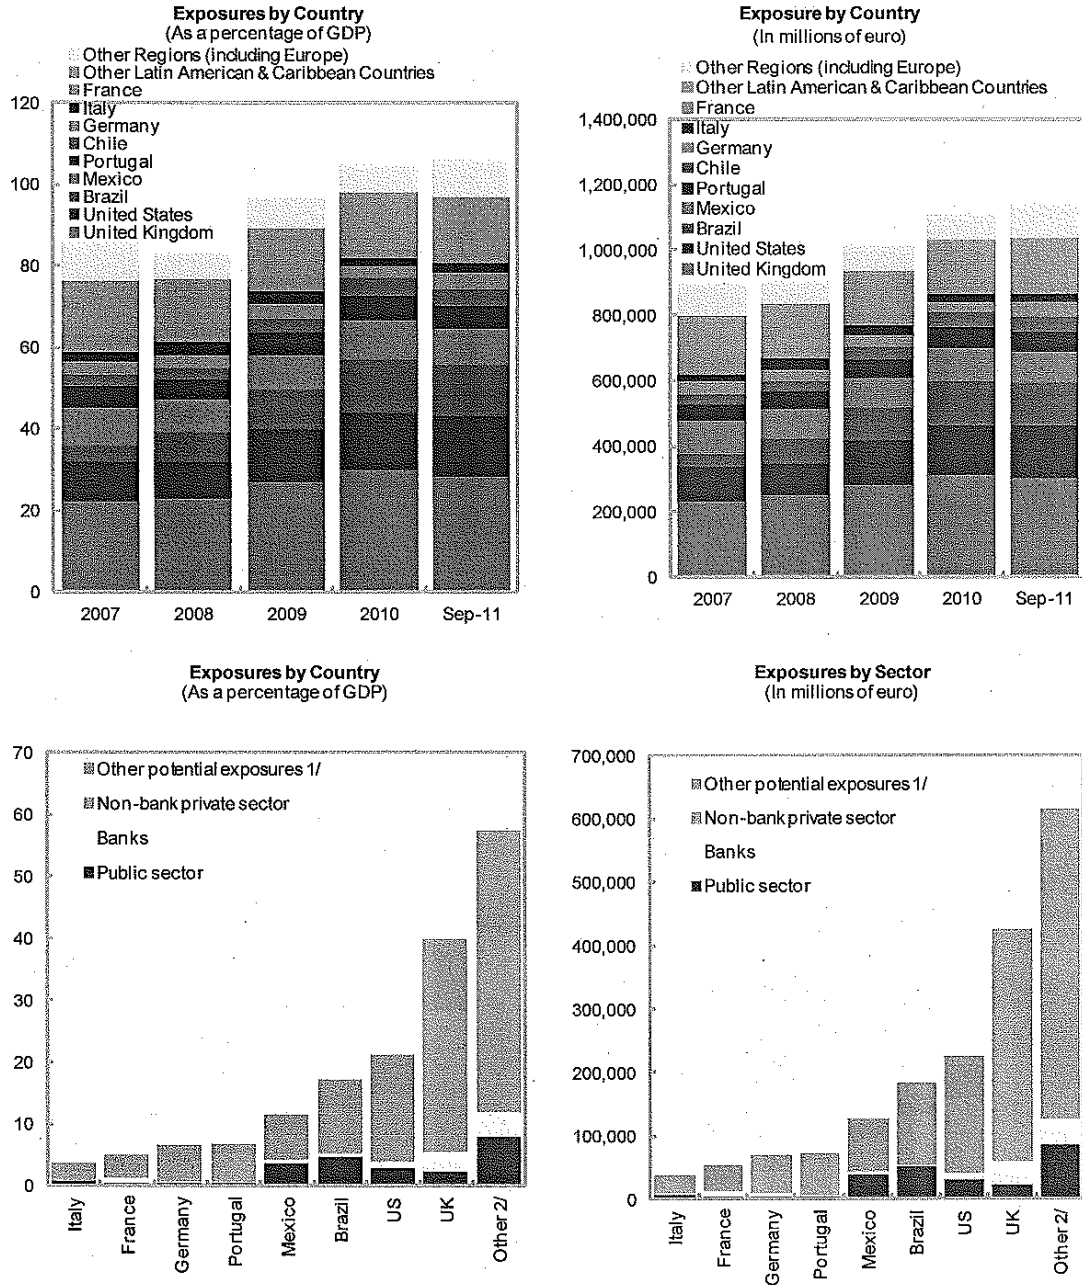 Exposures by Country
(As a percentage of GDP)
Other Regions (including Europe)
Other Latin American & Caribbean Countries
France
Italy
Germany
Chile
Portugal
Mexico
Brazil
United States
United Kingdom
120
100
80
60
40
20
0
2007 2008 2009 2010 Sep-11
Exposure by Country
(In millions of euro)
Other Regions (including Europe)
Other Latin American & Caribbean Countries
France
Italy
Germany
Chile
Portugal
Mexico
Brazil
United States
United Kingdom
1,400,000
1,200,000
1,000,000
800,000
600,000
400,000
200,000
0
2007 2008 2009 2010 Sep-11
Exposures by Country
(As a percentage of GDP)
Other potential exposures 1/
Non-bank private sector
Banks
Public sector
70
60
50
40
30
20
10
0
Italy
France
Germany
Portugal
Mexico
Brazil
US
UK
Other 2/
Exposures by Sector
(In millions of euro)
Other potential exposures 1/
Non-bank private sector
Banks
Public sector
700,000
600,000
500,000
400,000
300,000
200,000
100,000
0
Italy
France
Germany
Portugal
Mexico
Brazil
US
UK
Other 2/